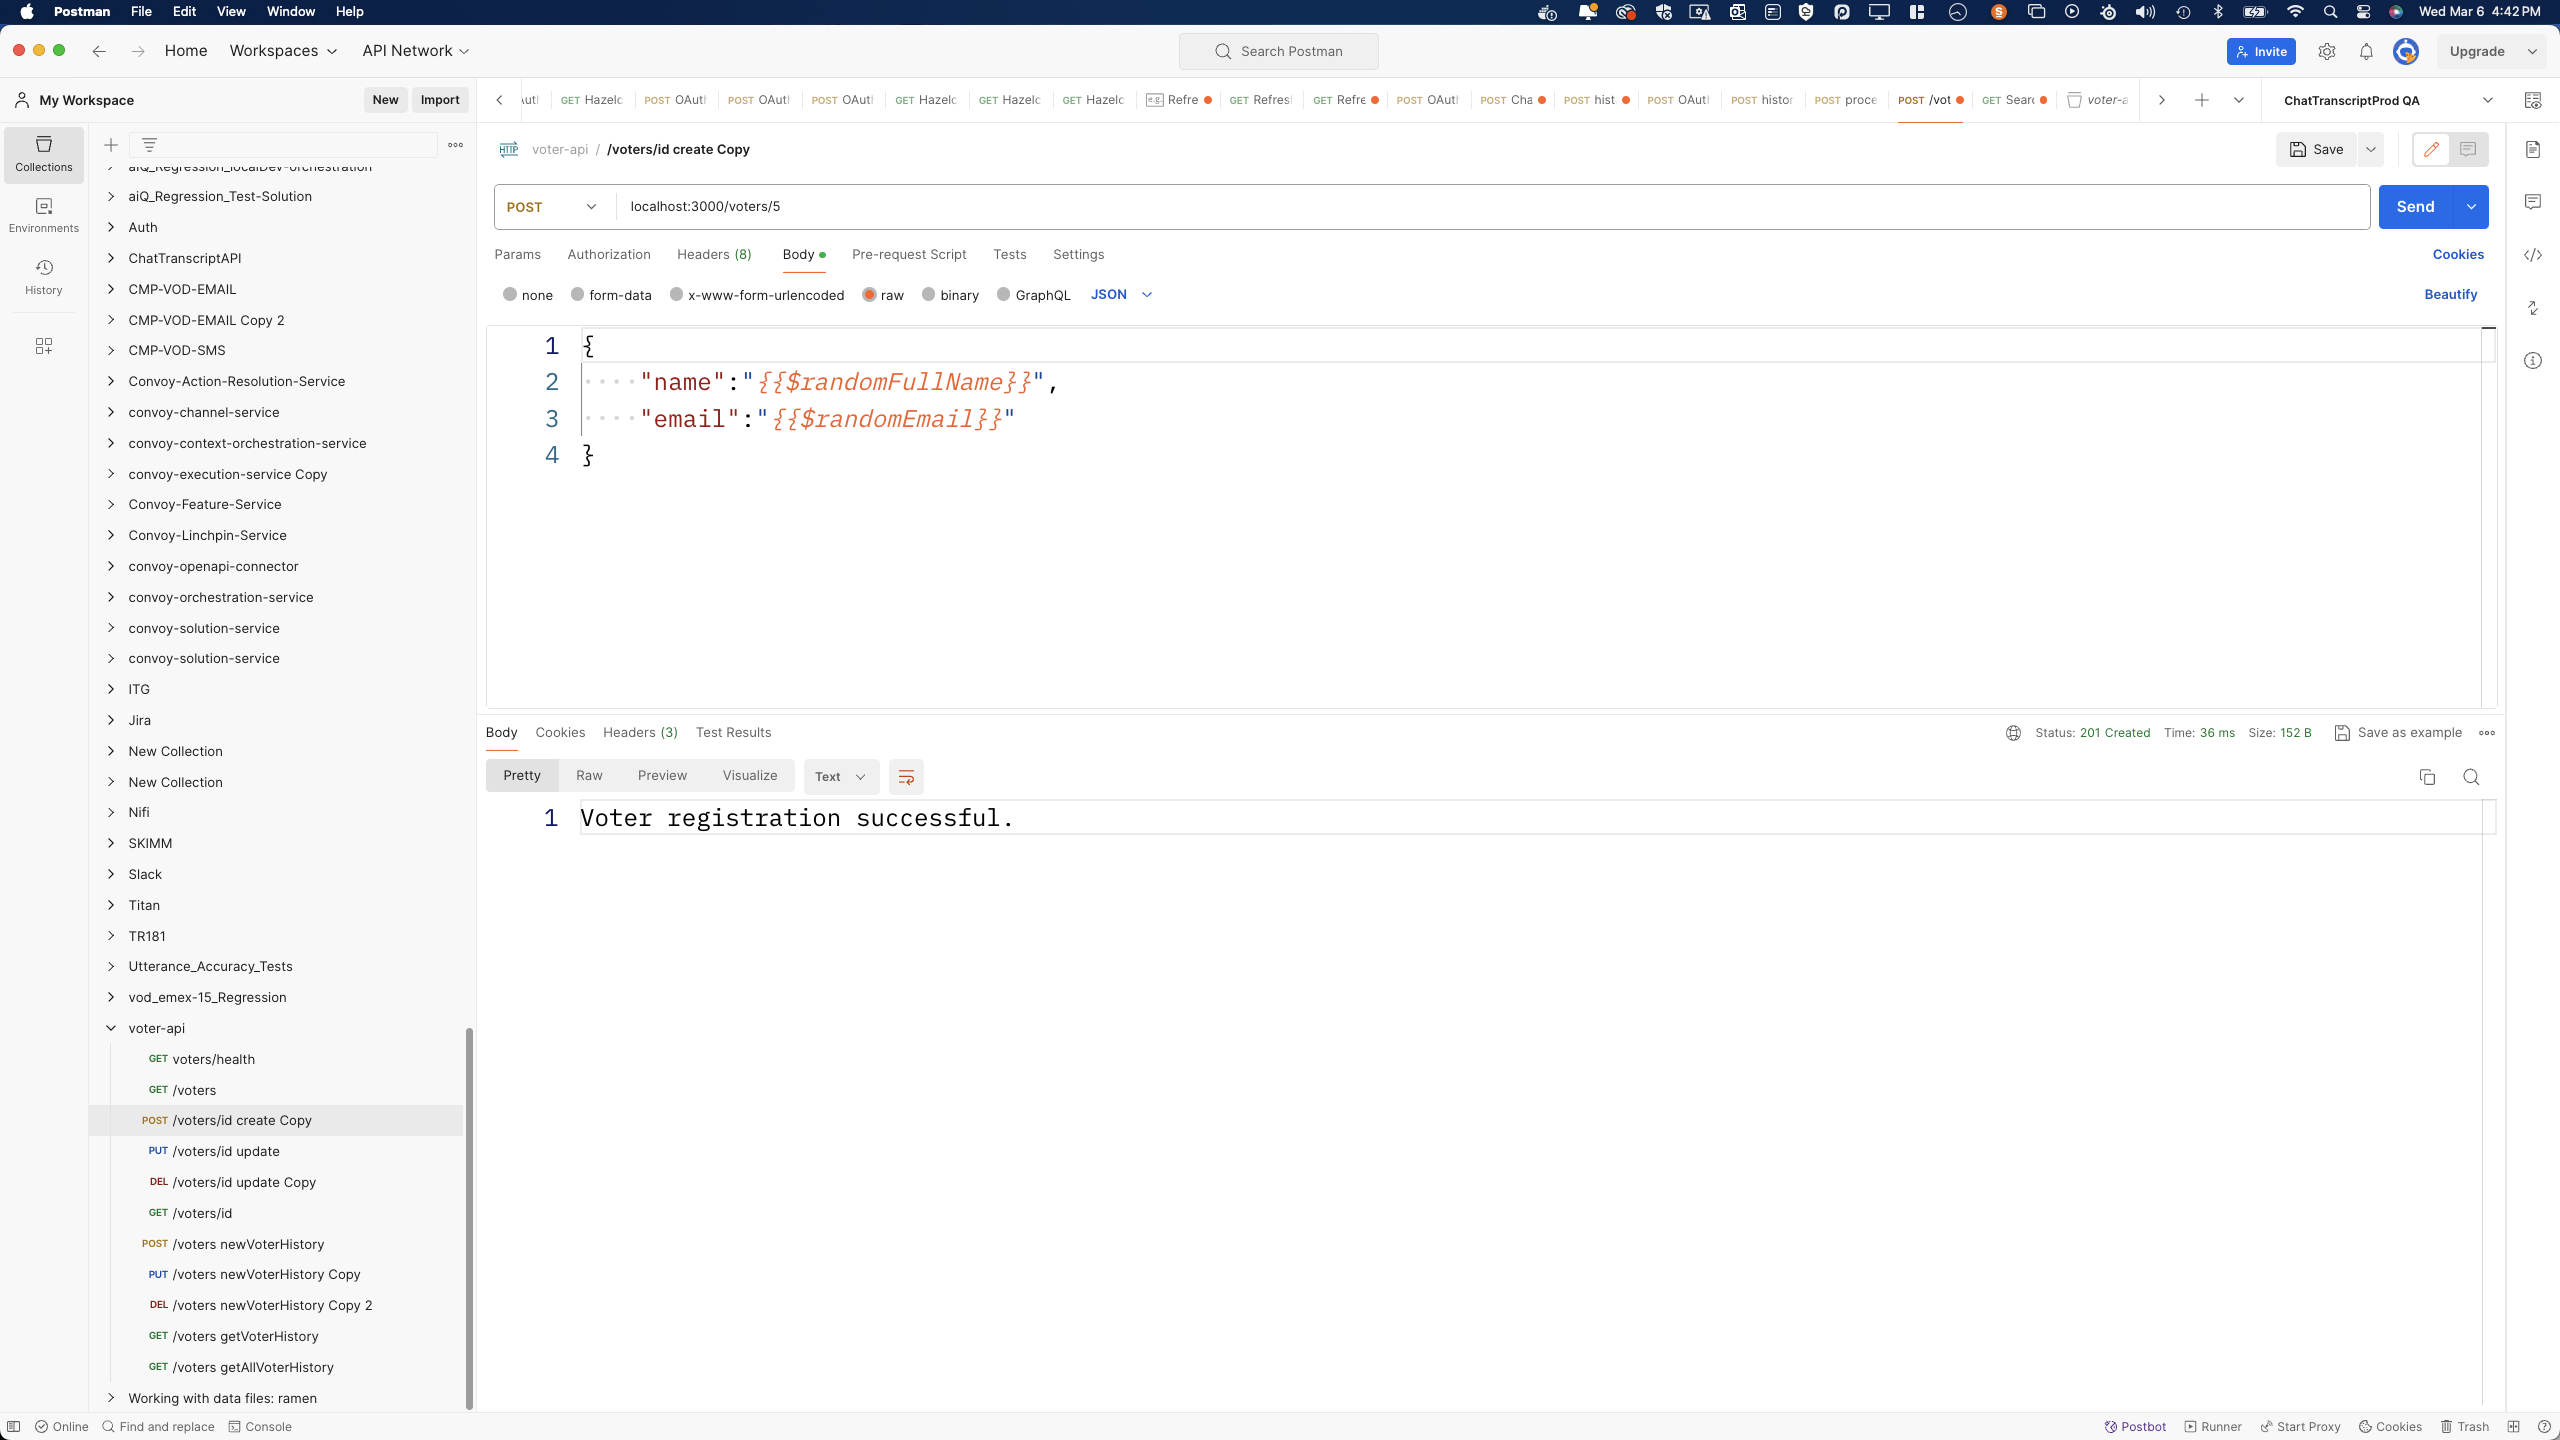 Postman File Edit View Window Help Wed Mar 6 4:42 PM
Home Workspaces API Network Search Postman Invite Upgrade
My Workspace New Import
GET Hazelc POST OAut POST OAut POST OAut GET Hazelc GET Hazelc GET Hazelc e.g. Refre GET Refres GET Refre POST OAut POST Cha POST hist POST OAut POST histor POST proce POST /vot GET Searc voter-a ChatTranscriptProd QA
Collections
Environments
History
aiQ_Regression_localDev-orchestration
aiQ_Regression_Test-Solution
Auth
ChatTranscriptAPI
CMP-VOD-EMAIL
CMP-VOD-EMAIL Copy 2
CMP-VOD-SMS
Convoy-Action-Resolution-Service
convoy-channel-service
convoy-context-orchestration-service
convoy-execution-service Copy
Convoy-Feature-Service
Convoy-Linchpin-Service
convoy-openapi-connector
convoy-orchestration-service
convoy-solution-service
convoy-solution-service
ITG
Jira
New Collection
New Collection
Nifi
SKIMM
Slack
Titan
TR181
Utterance_Accuracy_Tests
vod_emex-15_Regression
voter-api
GET voters/health
GET /voters
POST /voters/id create Copy
PUT /voters/id update
DEL /voters/id update Copy
GET /voters/id
POST /voters newVoterHistory
PUT /voters newVoterHistory Copy
DEL /voters newVoterHistory Copy 2
GET /voters getVoterHistory
GET /voters getAllVoterHistory
Working with data files: ramen
HTTP voter-api / /voters/id create Copy Save
POST localhost:3000/voters/5 Send
Params Authorization Headers (8) Body Pre-request Script Tests Settings Cookies
none form-data x-www-form-urlencoded raw binary GraphQL JSON Beautify
1 {
2 "name":"{{$randomFullName}}",
3 "email":"{{$randomEmail}}"
4 }
Body Cookies Headers (3) Test Results Status: 201 Created Time: 36 ms Size: 152 B Save as example
Pretty Raw Preview Visualize Text
1 Voter registration successful.
Online Find and replace Console Postbot Runner Start Proxy Cookies Trash